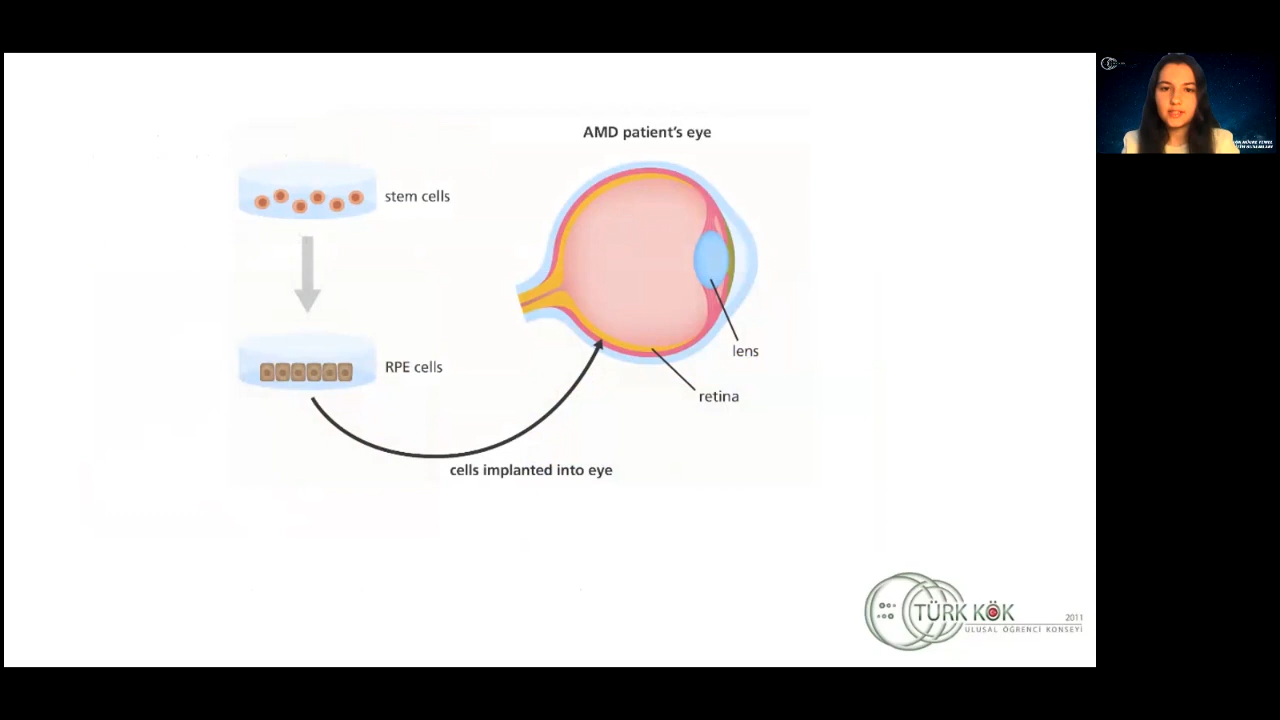 AMD patient's eye
stem cells
lens
RPE cells
retina
cells implanted into eye
TÜRK KÖK
2011
ULUSAL ÖĞRENCİ KONSEYİ